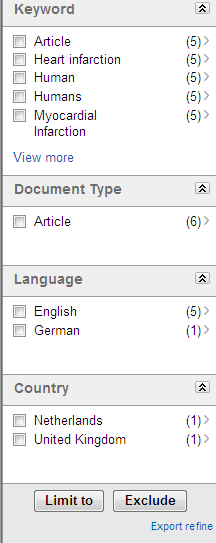 Keyword
Article (5)
Heart infarction (5)
Human (5)
Humans (5)
Myocardial (5)
Infarction
View more
Document Type
Article (6)
Language
English (5)
German (1)
Country
Netherlands (1)
United Kingdom (1)
Limit to Exclude
Export refine